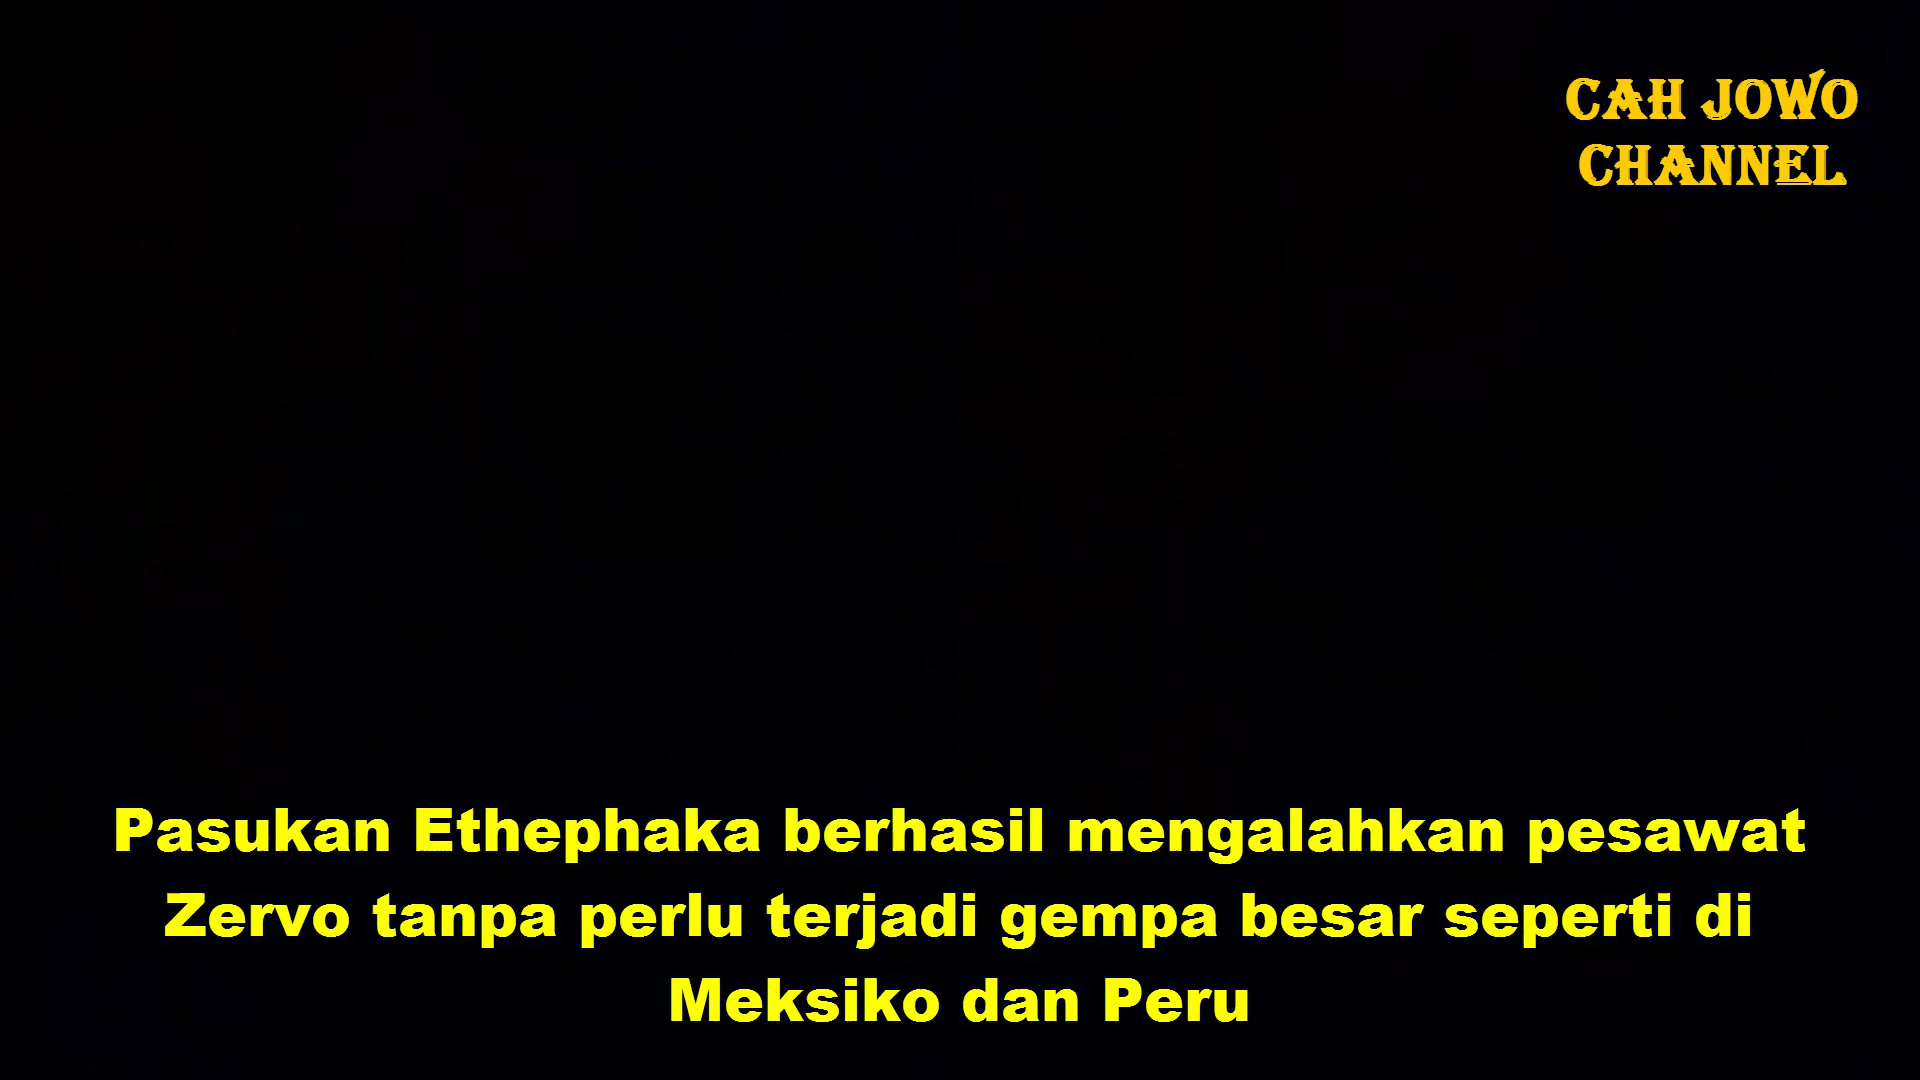 CAH JOWO
CHANNEL
Pasukan Ethephaka berhasil mengalahkan pesawat
Zervo tanpa perlu terjadi gempa besar seperti di
Meksiko dan Peru